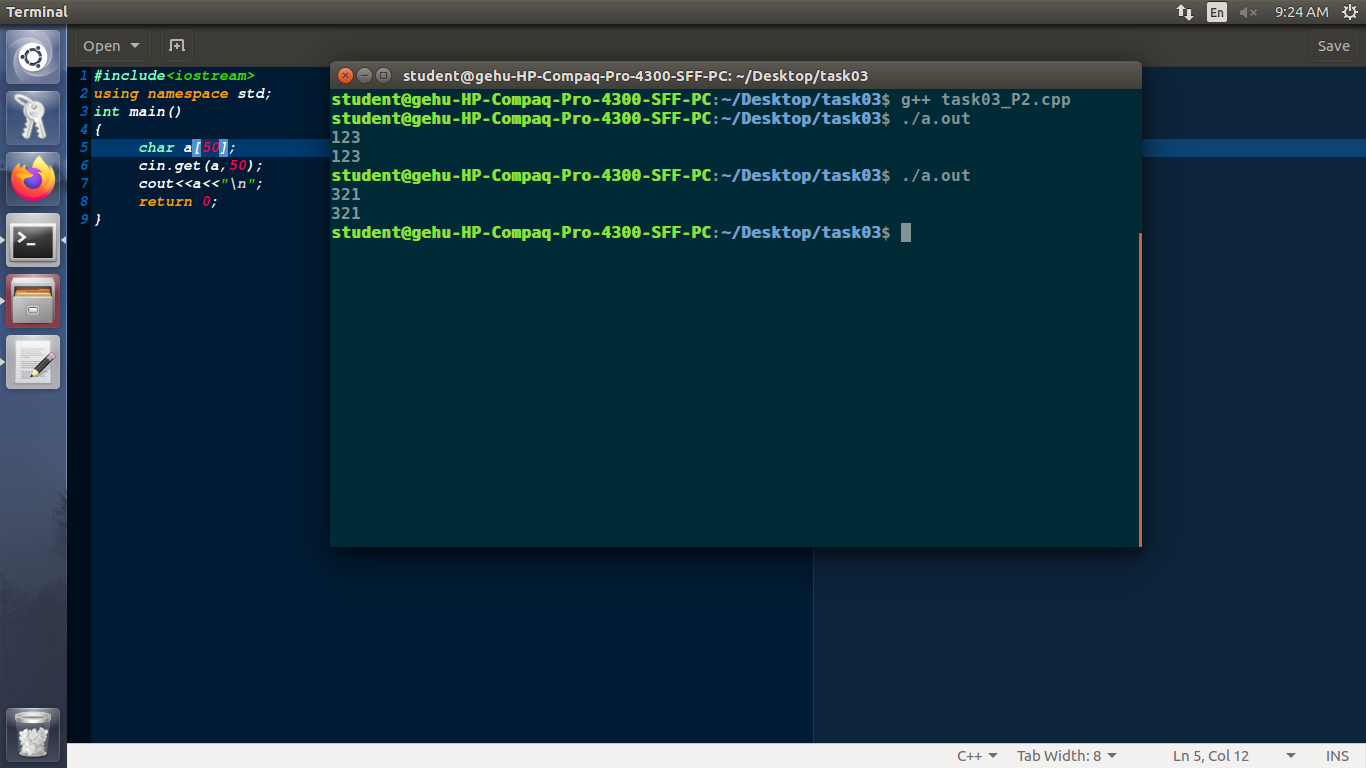 Terminal
En
9:24 AM
Open
Save
1 #include<iostream>
2 using namespace std;
3 int main()
4 {
5 char a[50];
6 cin.get(a,50);
7 cout<<a<<"\n";
8 return 0;
9 }
student@gehu-HP-Compaq-Pro-4300-SFF-PC: ~/Desktop/task03
student@gehu-HP-Compaq-Pro-4300-SFF-PC:~/Desktop/task03$ g++ task03_P2.cpp
student@gehu-HP-Compaq-Pro-4300-SFF-PC:~/Desktop/task03$ ./a.out
123
123
student@gehu-HP-Compaq-Pro-4300-SFF-PC:~/Desktop/task03$ ./a.out
321
321
student@gehu-HP-Compaq-Pro-4300-SFF-PC:~/Desktop/task03$
C++
Tab Width: 8
Ln 5, Col 12
INS